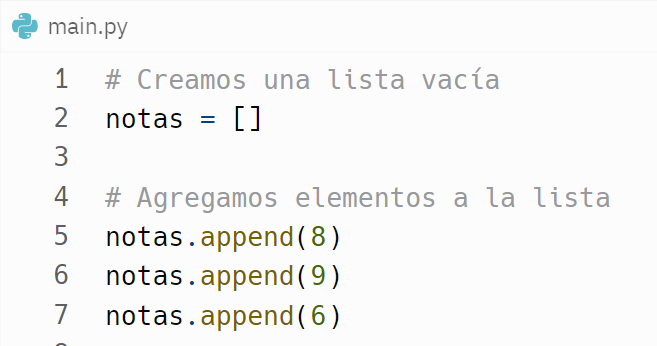 main.py
1 # Creamos una lista vacía
2 notas = []
3
4 # Agregamos elementos a la lista
5 notas.append(8)
6 notas.append(9)
7 notas.append(6)